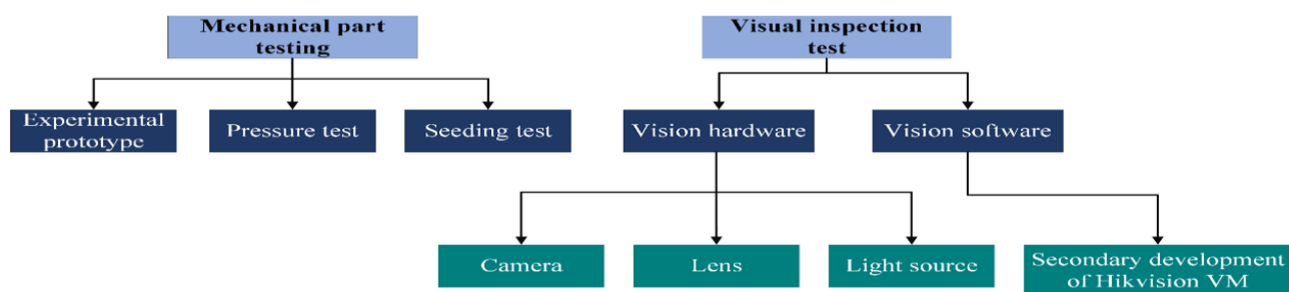 Mechanical part
testing
Visual inspection
test
Experimental
prototype
Pressure test
Seeding test
Vision hardware
Vision software
Camera
Lens
Light source
Secondary development
of Hikvision VM